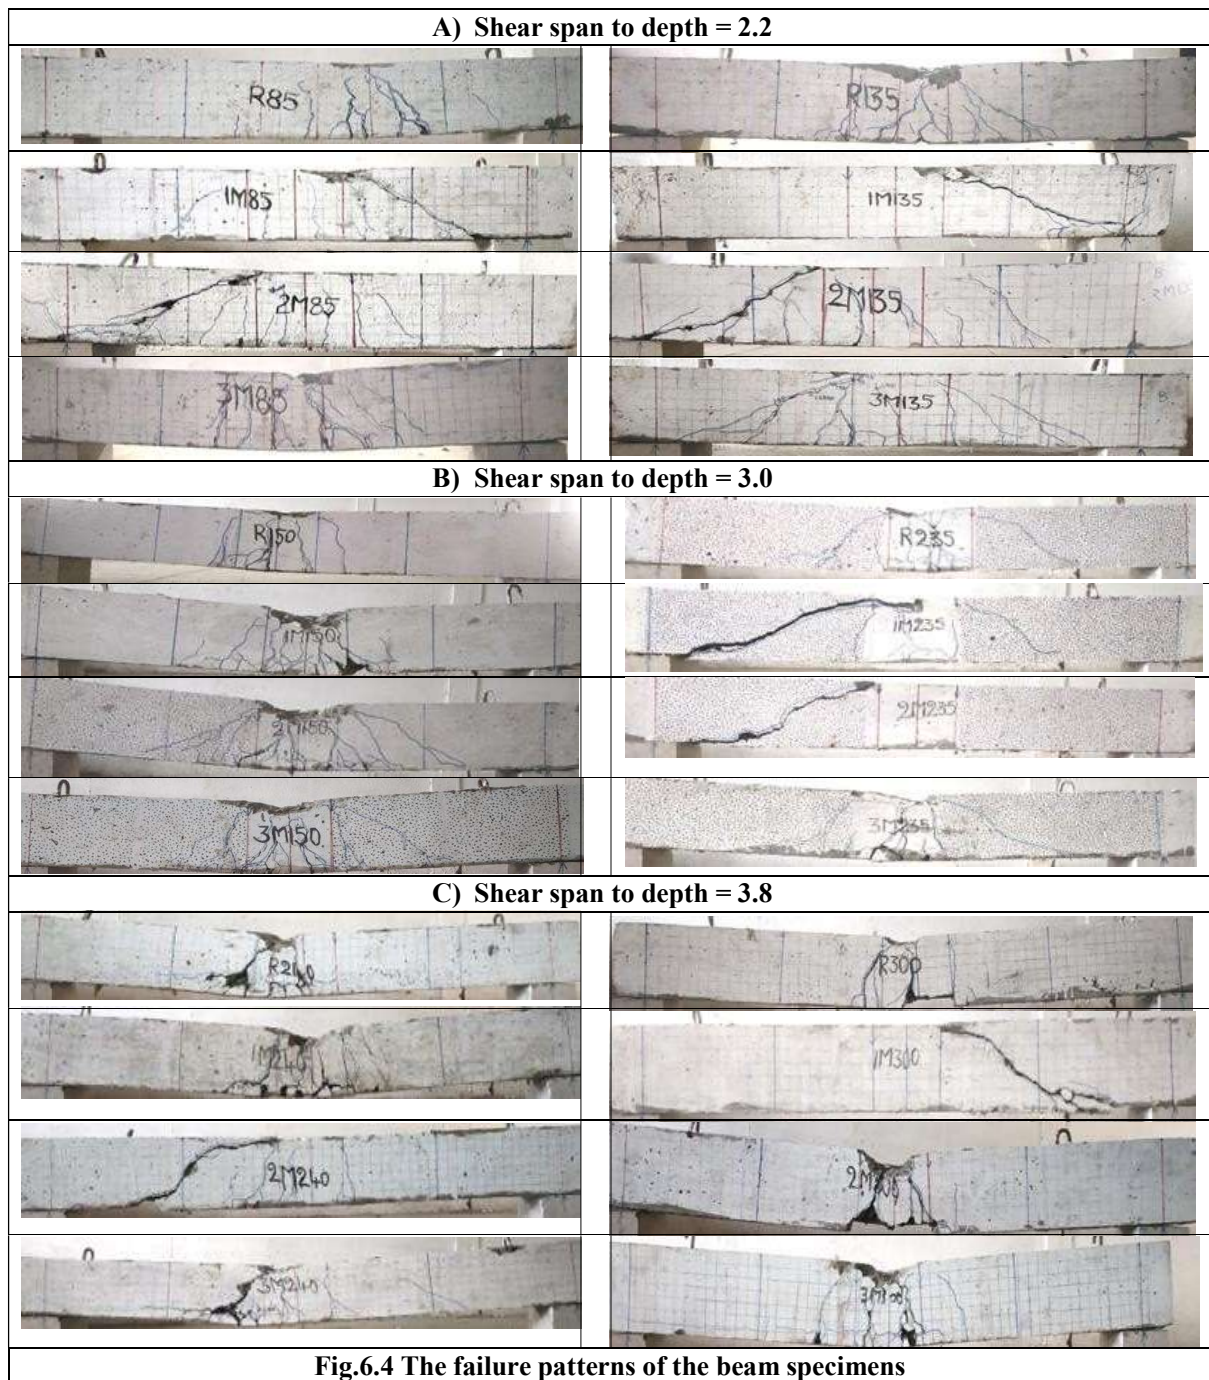 A) Shear span to depth = 2.2
R85
R135
1M85
1M135
2M85
2M135
3M85
3M135
B) Shear span to depth = 3.0
R150
R235
1M150
1M235
2M150
2M235
3M150
3M235
C) Shear span to depth = 3.8
R240
R300
1M240
1M300
2M240
2M300
3M240
Fig.6.4 The failure patterns of the beam specimens